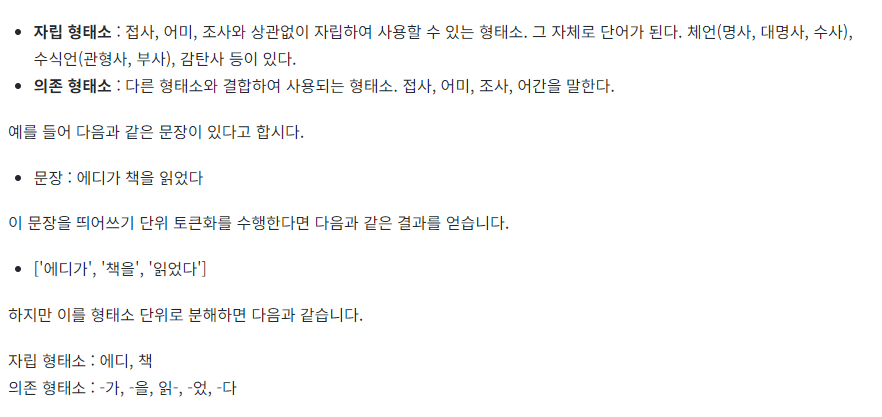 • 자립 형태소 : 접사, 어미, 조사와 상관없이 자립하여 사용할 수 있는 형태소. 그 자체로 단어가 된다. 체언(명사, 대명사, 수사),
수식언(관형사, 부사), 감탄사 등이 있다.
• 의존 형태소 : 다른 형태소와 결합하여 사용되는 형태소. 접사, 어미, 조사, 어간을 말한다.
예를 들어 다음과 같은 문장이 있다고 합시다.
• 문장 : 에디가 책을 읽었다
이 문장을 띄어쓰기 단위 토큰화를 수행한다면 다음과 같은 결과를 얻습니다.
• ['에디가', '책을', '읽었다']
하지만 이를 형태소 단위로 분해하면 다음과 같습니다.
자립 형태소 : 에디, 책
의존 형태소 : -가, -을, 읽-, -었, -다